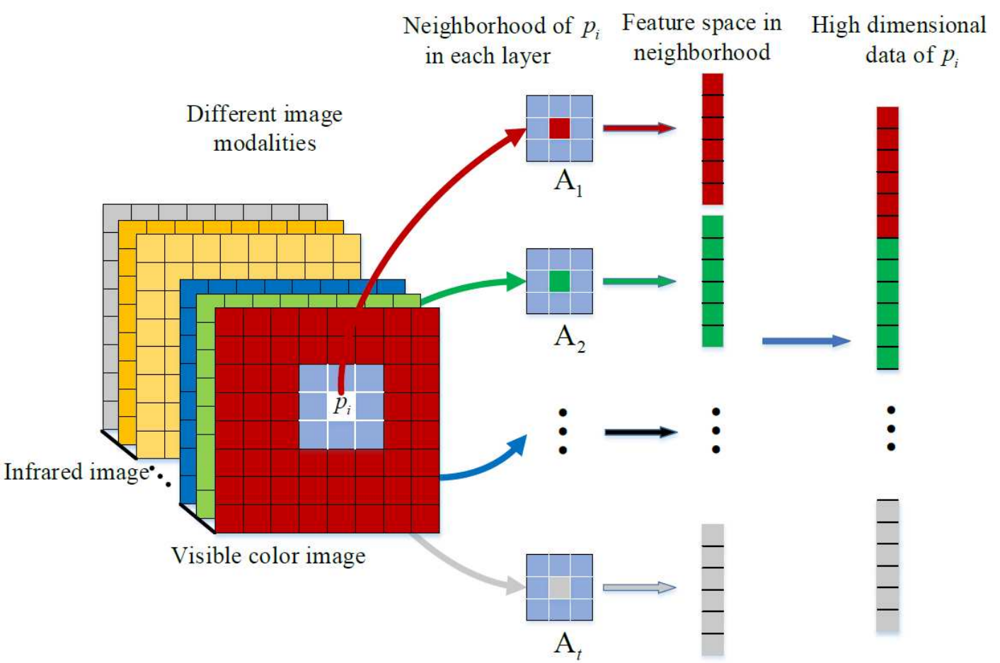 Neighborhood of p_i
in each layer
Feature space in
neighborhood
High dimensional
data of p_i
Different image
modalities
A_1
A_2
p_i
Infrared image
Visible color image
A_t